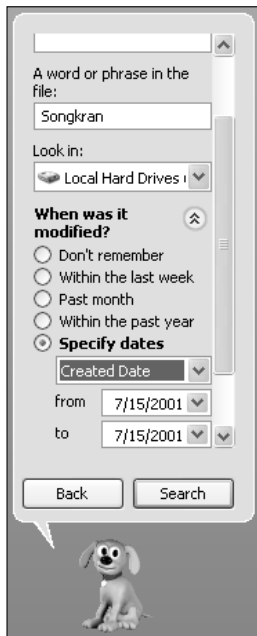 A word or phrase in the
file:
Songkran
Look in:
Local Hard Drives
When was it
modified?
Don't remember
Within the last week
Past month
Within the past year
Specify dates
Created Date
from 7/15/2001
to 7/15/2001
Back Search